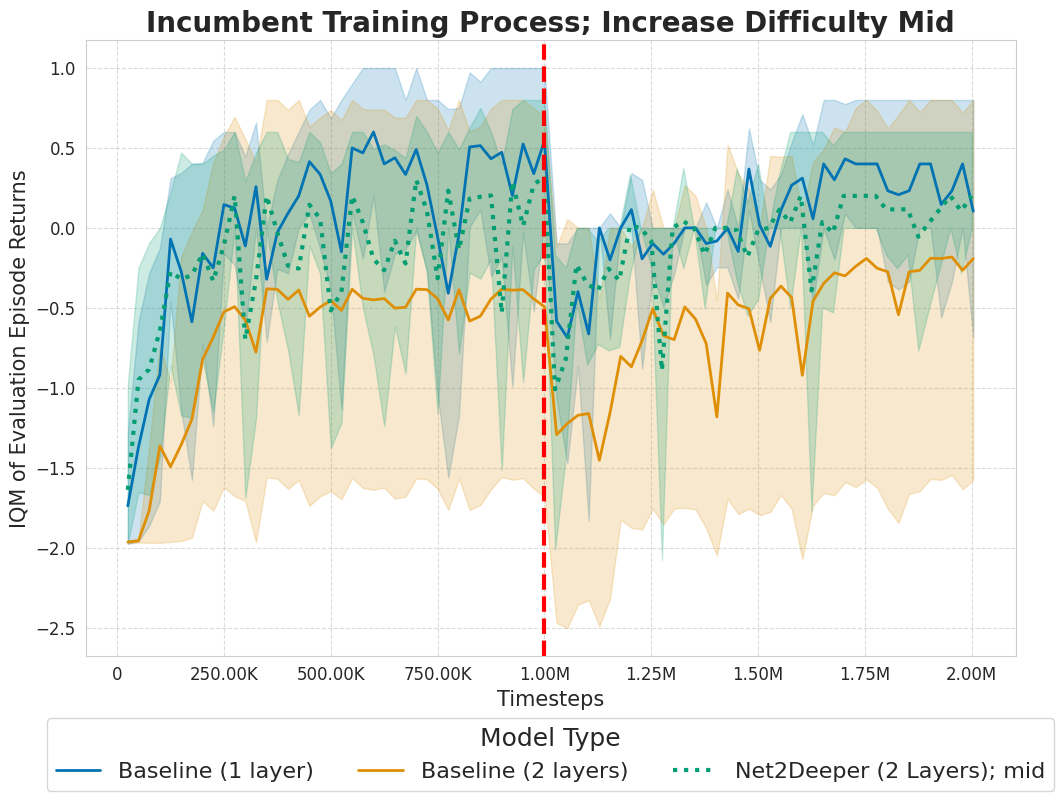 Incumbent Training Process; Increase Difficulty Mid
IQM of Evaluation Episode Returns
1.0
0.5
0.0
−0.5
−1.0
−1.5
−2.0
−2.5
0 250.00K 500.00K 750.00K 1.00M 1.25M 1.50M 1.75M 2.00M
Timesteps
Model Type
Baseline (1 layer) Baseline (2 layers) Net2Deeper (2 Layers); mid